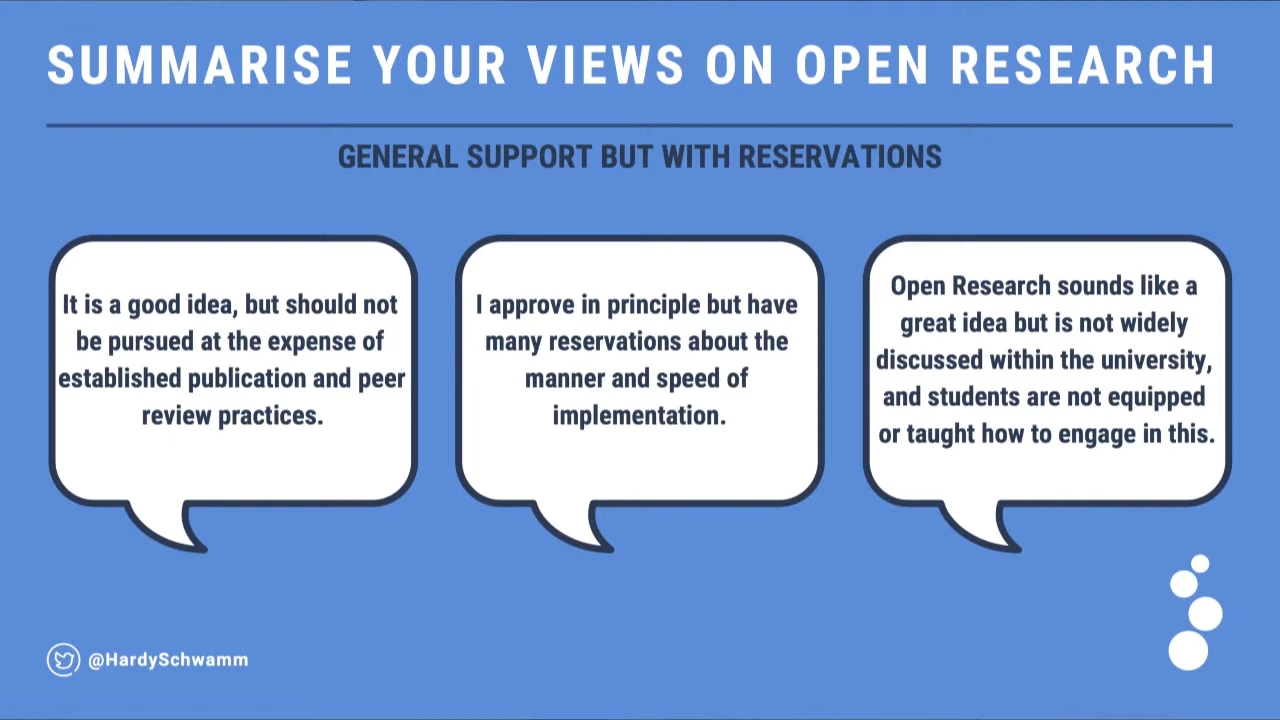 SUMMARISE YOUR VIEWS ON OPEN RESEARCH
GENERAL SUPPORT BUT WITH RESERVATIONS
It is a good idea, but should not
be pursued at the expense of
established publication and peer
review practices.
I approve in principle but have
many reservations about the
manner and speed of
implementation.
Open Research sounds like a
great idea but is not widely
discussed within the university,
and students are not equipped
or taught how to engage in this.
@HardySchwamm